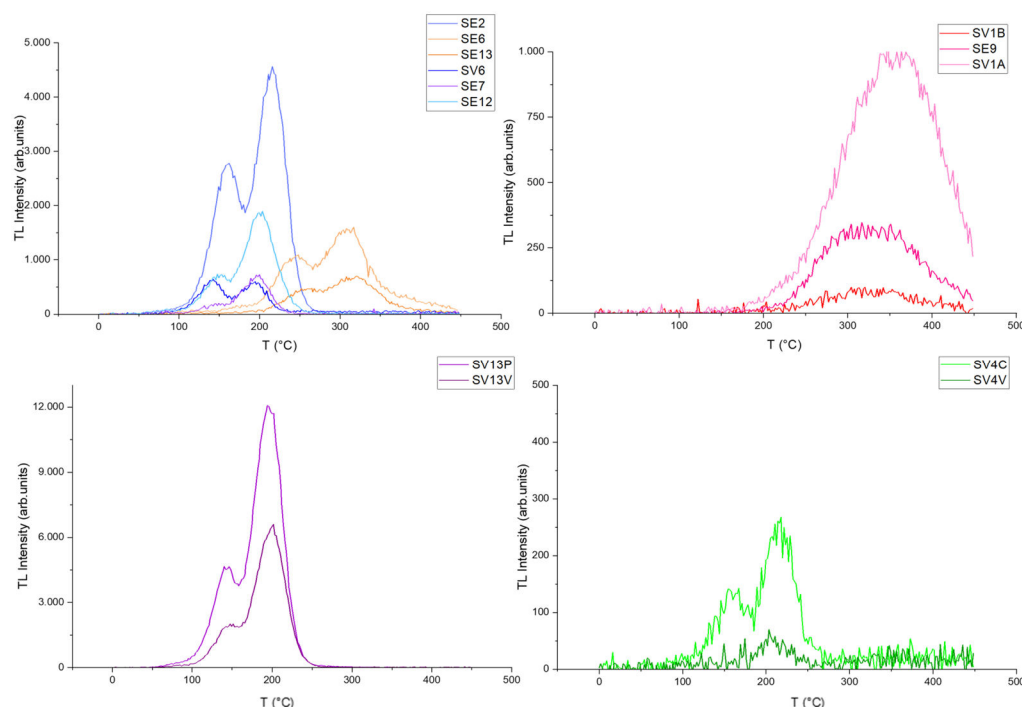 SE2
SE6
SE13
SV6
SE7
SE12
5.000
4.000
3.000
2.000
1.000
0
TL Intensity (arb.units)
0 100 200 300 400 500
T (°C)
SV1B
SE9
SV1A
1.000
750
500
250
0
TL Intensity (arb.units)
0 100 200 300 400 500
T (°C)
SV13P
SV13V
12.000
9.000
6.000
3.000
0
TL Intensity (arb.units)
0 100 200 300 400 500
T (°C)
SV4C
SV4V
500
400
300
200
100
0
TL Intensity (arb.units)
0 100 200 300 400 500
T (°C)